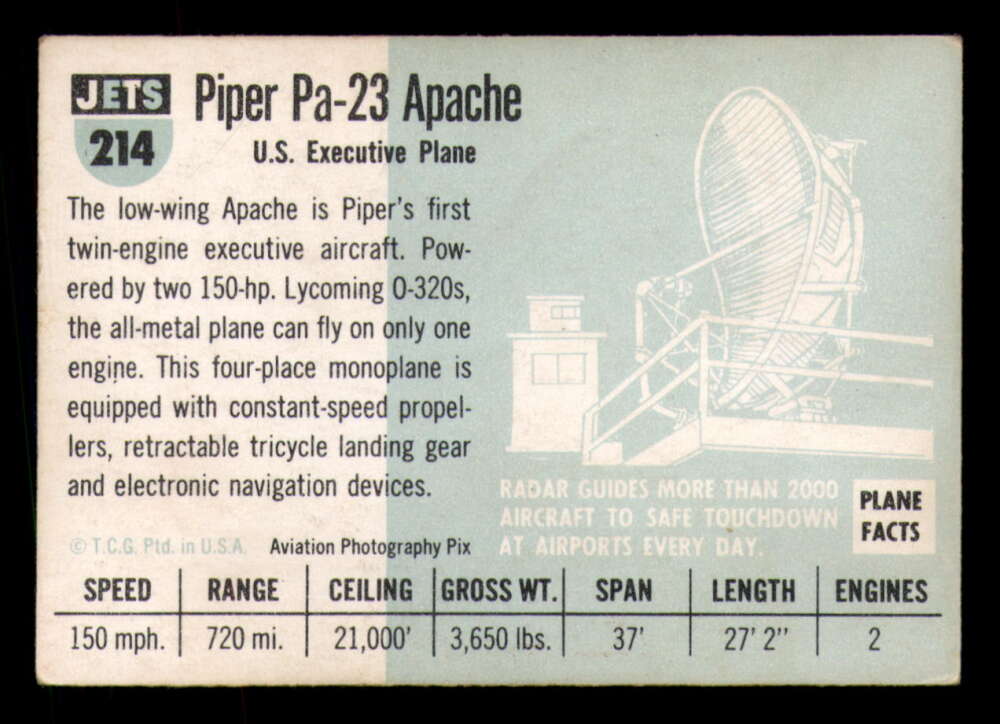 JETS
214
Piper Pa-23 Apache
U.S. Executive Plane
The low-wing Apache is Piper's first
twin-engine executive aircraft. Pow-
ered by two 150-hp. Lycoming O-320s,
the all-metal plane can fly on only one
engine. This four-place monoplane is
equipped with constant-speed propel-
lers, retractable tricycle landing gear
and electronic navigation devices.
© T.C.G. Ptd. in U.S.A. Aviation Photography Pix
RADAR GUIDES MORE THAN 2000
AIRCRAFT TO SAFE TOUCHDOWN
AT AIRPORTS EVERY DAY.
PLANE
FACTS
SPEED RANGE CEILING GROSS WT. SPAN LENGTH ENGINES
150 mph. 720 mi. 21,000' 3,650 lbs. 37' 27' 2" 2